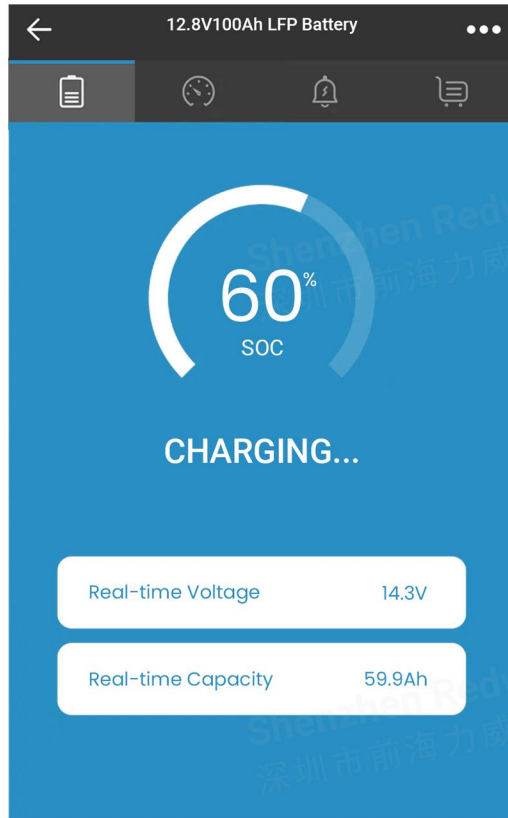 12.8V100Ah LFP Battery
60%
SOC
CHARGING...
Real-time Voltage 14.3V
Real-time Capacity 59.9Ah